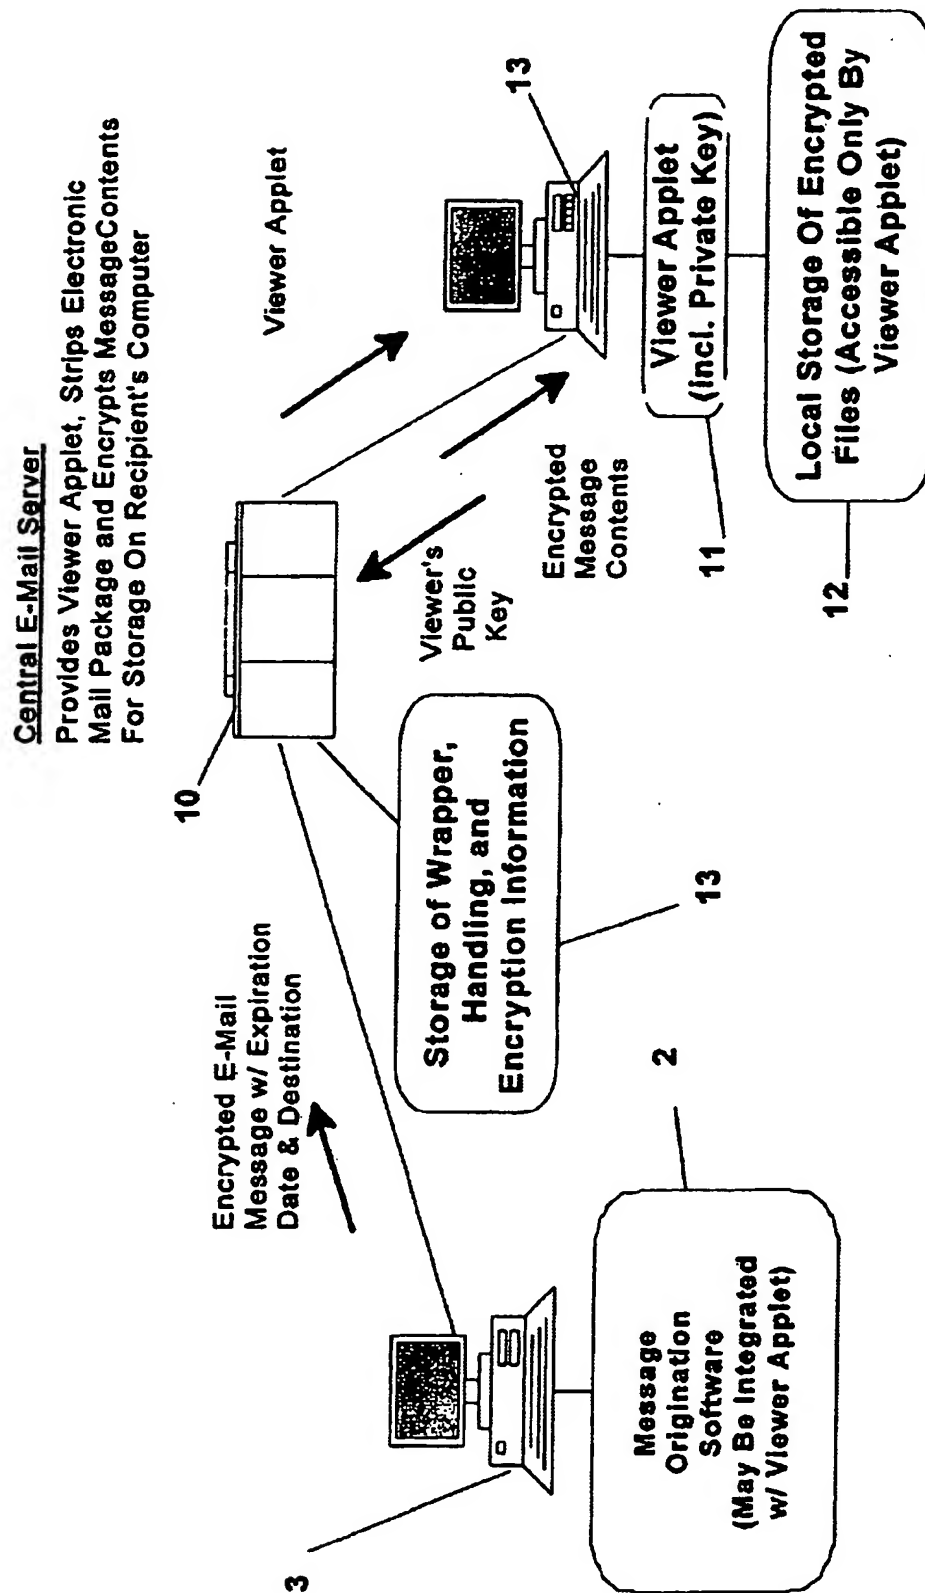 Central E-Mail Server
Provides Viewer Applet, Strips Electronic
Mail Package and Encrypts MessageContents
For Storage On Recipient's Computer
10
Viewer Applet
Encrypted E-Mail
Message w/ Expiration
Date & Destination
Viewer's
Public
Key
Encrypted
Message
Contents
13
3
Storage of Wrapper,
Handling, and
Encryption Information
13
Viewer Applet
(incl. Private Key)
11
Message
Origination
Software
(May Be Integrated
w/ Viewer Applet)
2
Local Storage Of Encrypted
Files (Accessible Only By
Viewer Applet)
12